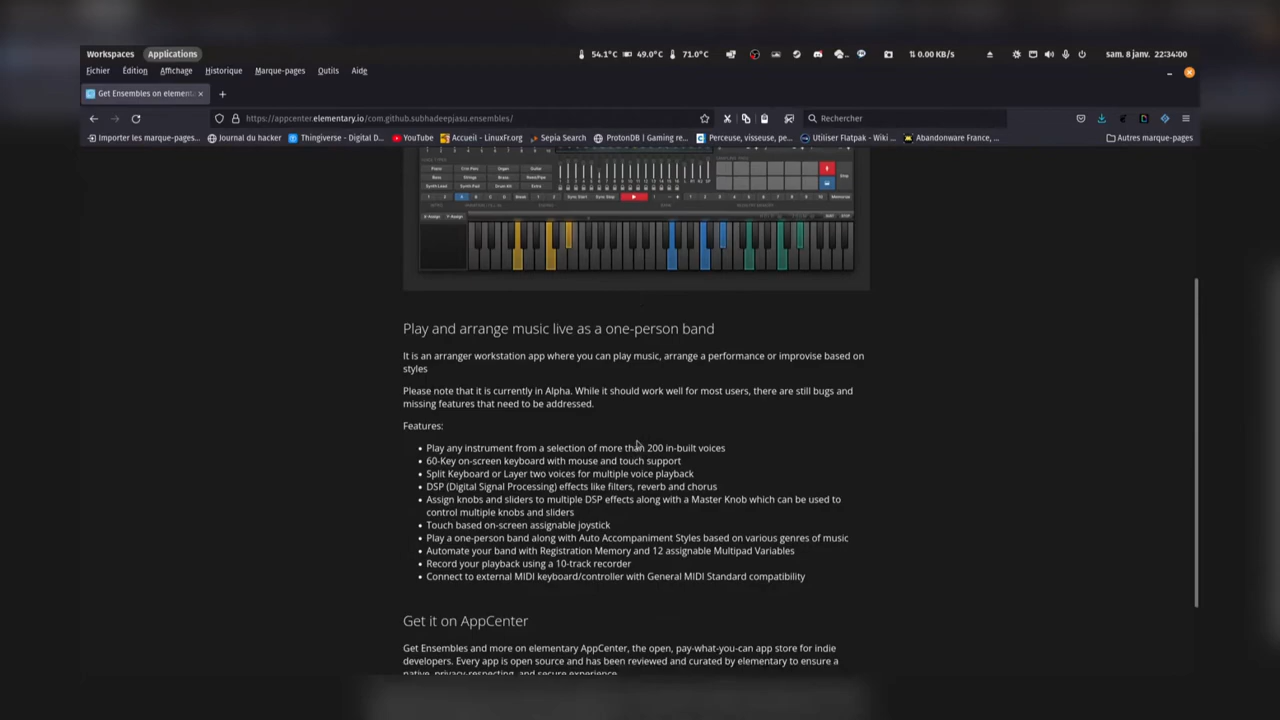 Workspaces Applications 54.1°C 49.0°C 71.0°C 0.00 KB/s sam. 8 janv. 22:34:00
Fichier Édition Affichage Historique Marque-pages Outils Aide
Get Ensembles on element
https://appcenter.elementary.io/com.github.subhadeepjasu.ensembles/ Rechercher
Importer les marque-pages... Journal du hacker Thingiverse - Digital D... YouTube Accueil - LinuxFr.org Sepia Search ProtonDB | Gaming re... Perceuse, visseuse, pe... Utiliser Flatpak - Wiki ... Abandonware France, ... Autres marque-pages
Play and arrange music live as a one-person band
It is an arranger workstation app where you can play music, arrange a performance or improvise based on
styles
Please note that it is currently in Alpha. While it should work well for most users, there are still bugs and
missing features that need to be addressed.
Features:
• Play any instrument from a selection of more than 200 in-built voices
• 60-Key on-screen keyboard with mouse and touch support
• Split Keyboard or Layer two voices for multiple voice playback
• DSP (Digital Signal Processing) effects like filters, reverb and chorus
• Assign knobs and sliders to multiple DSP effects along with a Master Knob which can be used to
control multiple knobs and sliders
• Touch based on-screen assignable joystick
• Play a one-person band along with Auto Accompaniment Styles based on various genres of music
• Automate your band with Registration Memory and 12 assignable Multipad Variables
• Record your playback using a 10-track recorder
• Connect to external MIDI keyboard/controller with General MIDI Standard compatibility
Get it on AppCenter
Get Ensembles and more on elementary AppCenter, the open, pay-what-you-can app store for indie
developers. Every app is open source and has been reviewed and curated by elementary to ensure a
native, privacy-respecting, and secure experience.